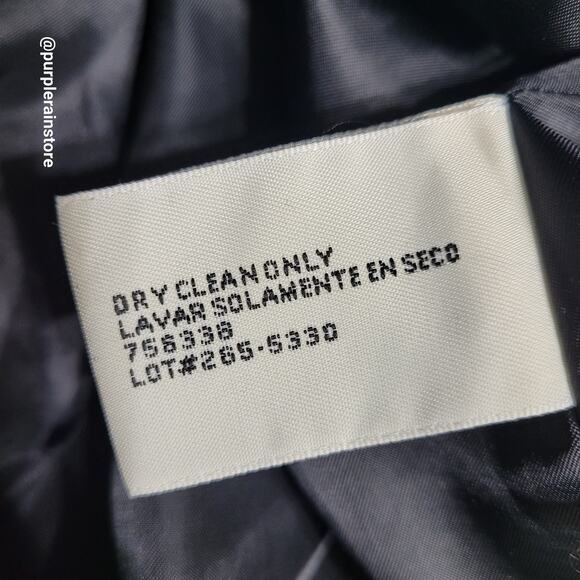 @purplerainstore
DRY CLEAN ONLY
LAVAR SOLAMENTE EN SECO
756338
LOT#265-5330